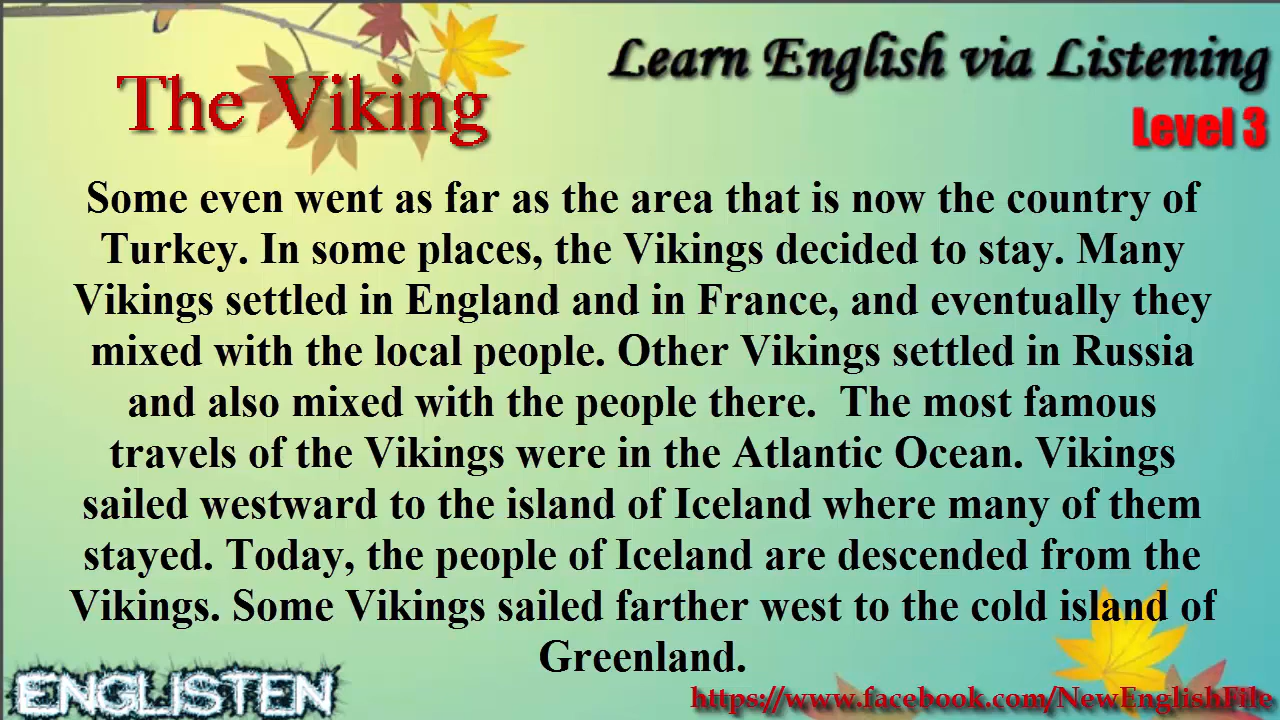 Learn English via Listening
The Viking
Level 3
Some even went as far as the area that is now the country of
Turkey. In some places, the Vikings decided to stay. Many
Vikings settled in England and in France, and eventually they
mixed with the local people. Other Vikings settled in Russia
and also mixed with the people there.  The most famous
travels of the Vikings were in the Atlantic Ocean. Vikings
sailed westward to the island of Iceland where many of them
stayed. Today, the people of Iceland are descended from the
Vikings. Some Vikings sailed farther west to the cold island of
Greenland.
ENGLISTEN
https://www.facebook.com/NewEnglishFile